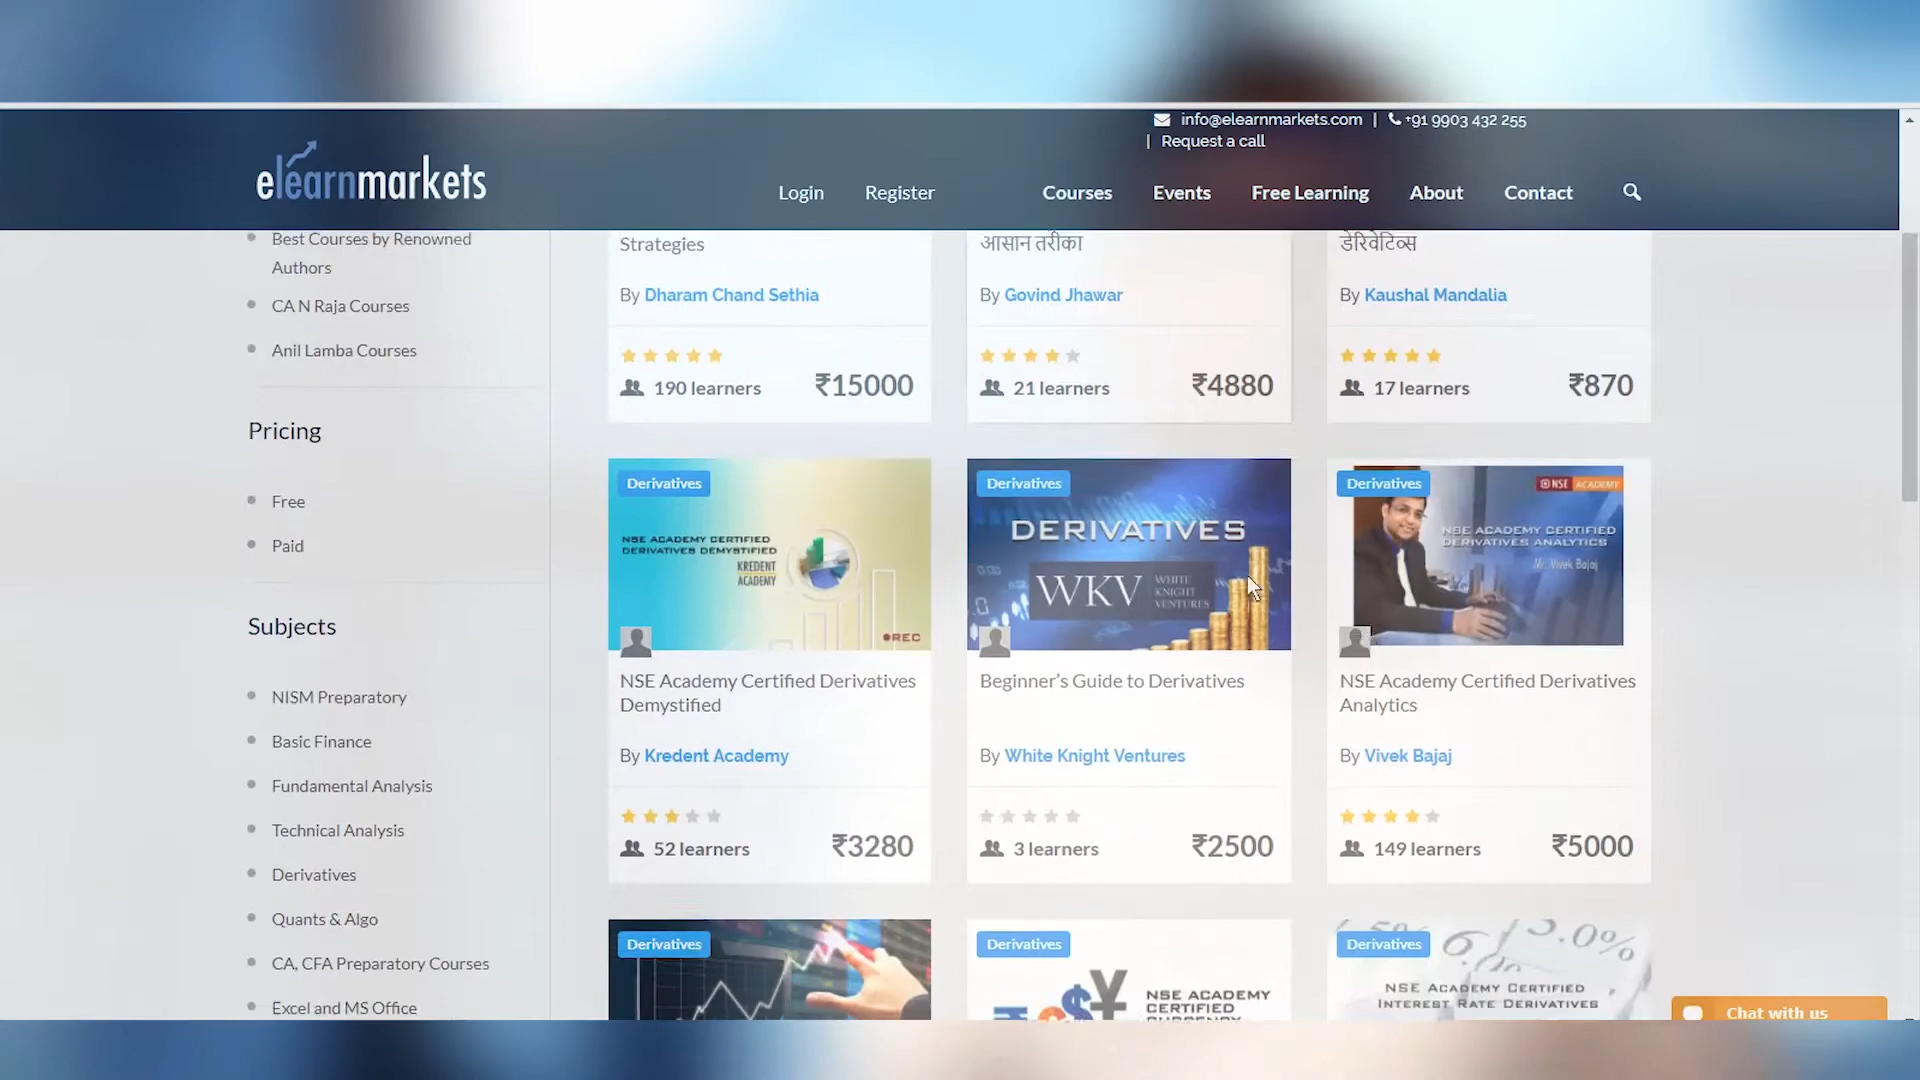 info@elearnmarkets.com | +91 9903 432 255
| Request a call
elearnmarkets
Login Register Courses Events Free Learning About Contact
Best Courses by Renowned
Authors
CA N Raja Courses
Anil Lamba Courses
Pricing
Free
Paid
Subjects
NISM Preparatory
Basic Finance
Fundamental Analysis
Technical Analysis
Derivatives
Quants & Algo
CA, CFA Preparatory Courses
Excel and MS Office
Strategies
By Dharam Chand Sethia
190 learners ₹15000
आसान तरीका
By Govind Jhawar
21 learners ₹4880
डेरिवेटिव्स
By Kaushal Mandalia
17 learners ₹870
Derivatives
NSE ACADEMY CERTIFIED
DERIVATIVES DEMYSTIFIED
KREDENT
ACADEMY
REC
NSE Academy Certified Derivatives
Demystified
By Kredent Academy
52 learners ₹3280
Derivatives
DERIVATIVES
WKV WHITE
KNIGHT
VENTURES
Beginner’s Guide to Derivatives
By White Knight Ventures
3 learners ₹2500
Derivatives
NSE ACADEMY
NSE ACADEMY CERTIFIED
DERIVATIVES ANALYTICS
Mr. Vivek Bajaj
NSE Academy Certified Derivatives
Analytics
By Vivek Bajaj
149 learners ₹5000
Derivatives
Derivatives
NSE ACADEMY
CERTIFIED
Derivatives
5.0%
NSE ACADEMY CERTIFIED
INTEREST RATE DERIVATIVES
Chat with us